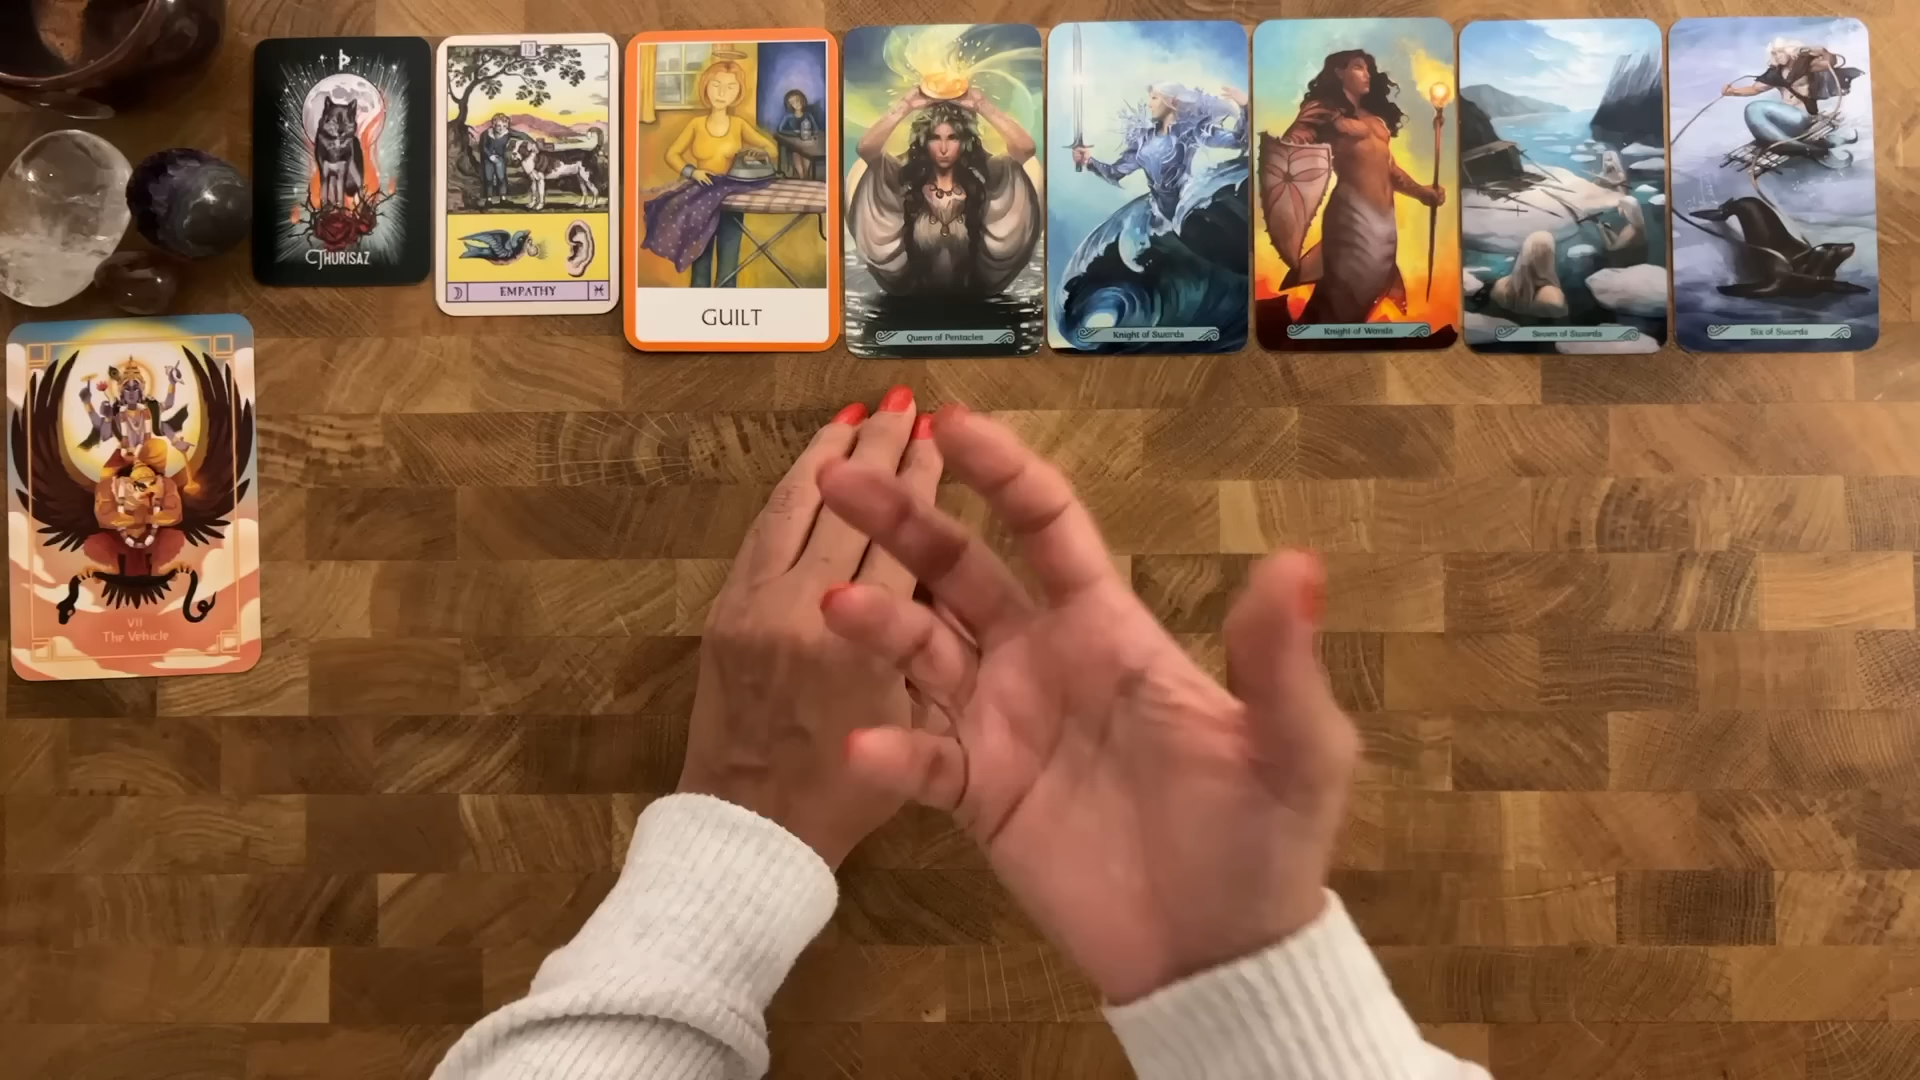 ᚦ
THURISAZ
12
EMPATHY
GUILT
Queen of Pentacles
Knight of Swords
Knight of Wands
Seven of Swords
Six of Swords
VII
The Vehicle